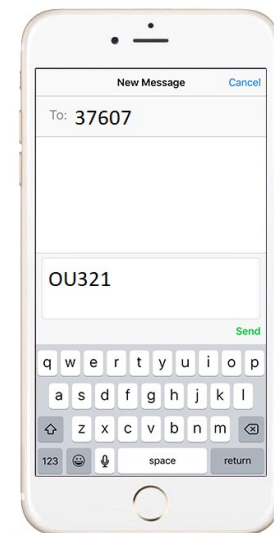 New Message Cancel
To: 37607
OU321
Send
q w e r t y u i o p
a s d f g h j k l
z x c v b n m
123 space return